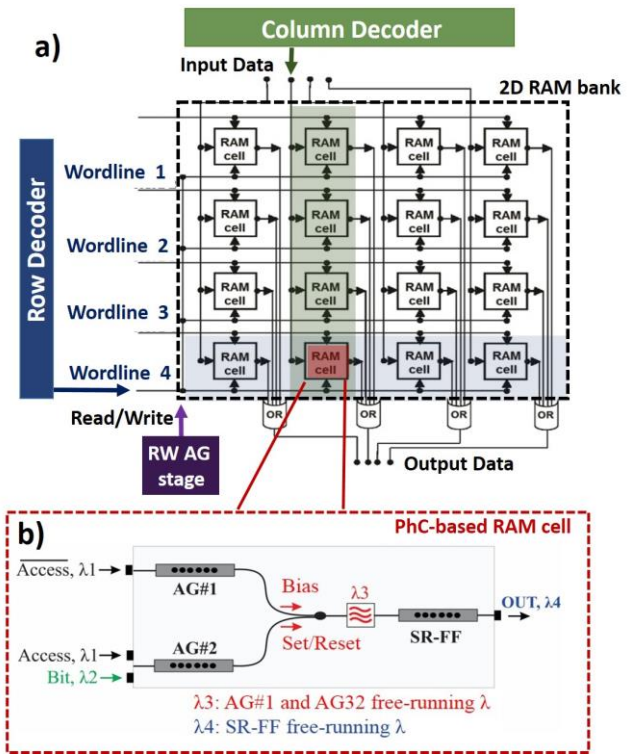 a)
Column Decoder
Input Data
2D RAM bank
Row Decoder
RAM cell
RAM cell
RAM cell
RAM cell
Wordline 1
RAM cell
RAM cell
RAM cell
RAM cell
Wordline 2
RAM cell
RAM cell
RAM cell
RAM cell
Wordline 3
RAM cell
RAM cell
RAM cell
RAM cell
Wordline 4
Read/Write
OR
OR
OR
OR
RW AG
stage
Output Data
b)
PhC-based RAM cell
A̅c̅c̅e̅s̅s̅, λ1
AG#1
Bias
λ3
OUT, λ4
Access, λ1
AG#2
Set/Reset
SR-FF
Bit, λ2
λ3: AG#1 and AG32 free-running λ
λ4: SR-FF free-running λ